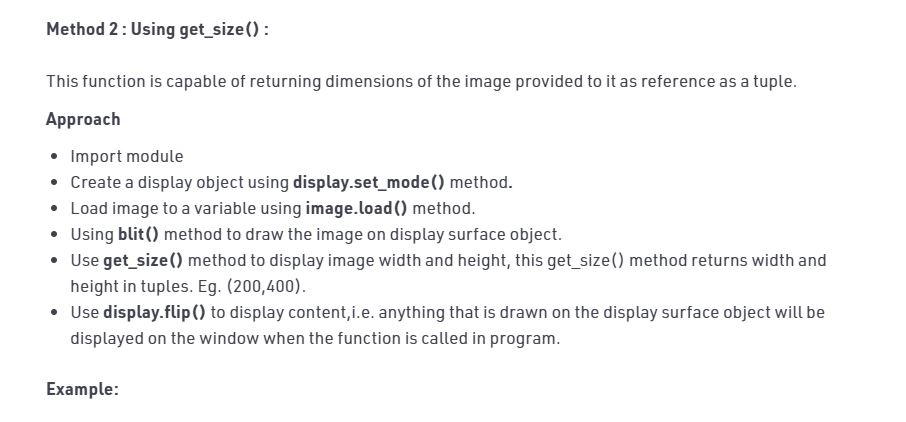 Method 2 : Using get_size() :
This function is capable of returning dimensions of the image provided to it as reference as a tuple.
Approach
• Import module
• Create a display object using display.set_mode() method.
• Load image to a variable using image.load() method.
• Using blit() method to draw the image on display surface object.
• Use get_size() method to display image width and height, this get_size() method returns width and
height in tuples. Eg. (200,400).
• Use display.flip() to display content,i.e. anything that is drawn on the display surface object will be
displayed on the window when the function is called in program.
Example: